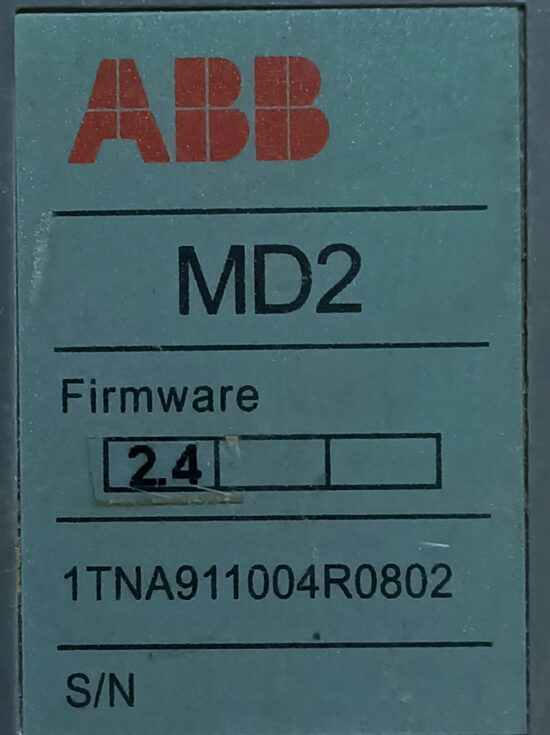 ABB
MD2
Firmware
2.4
1TNA911004R0802
S/N